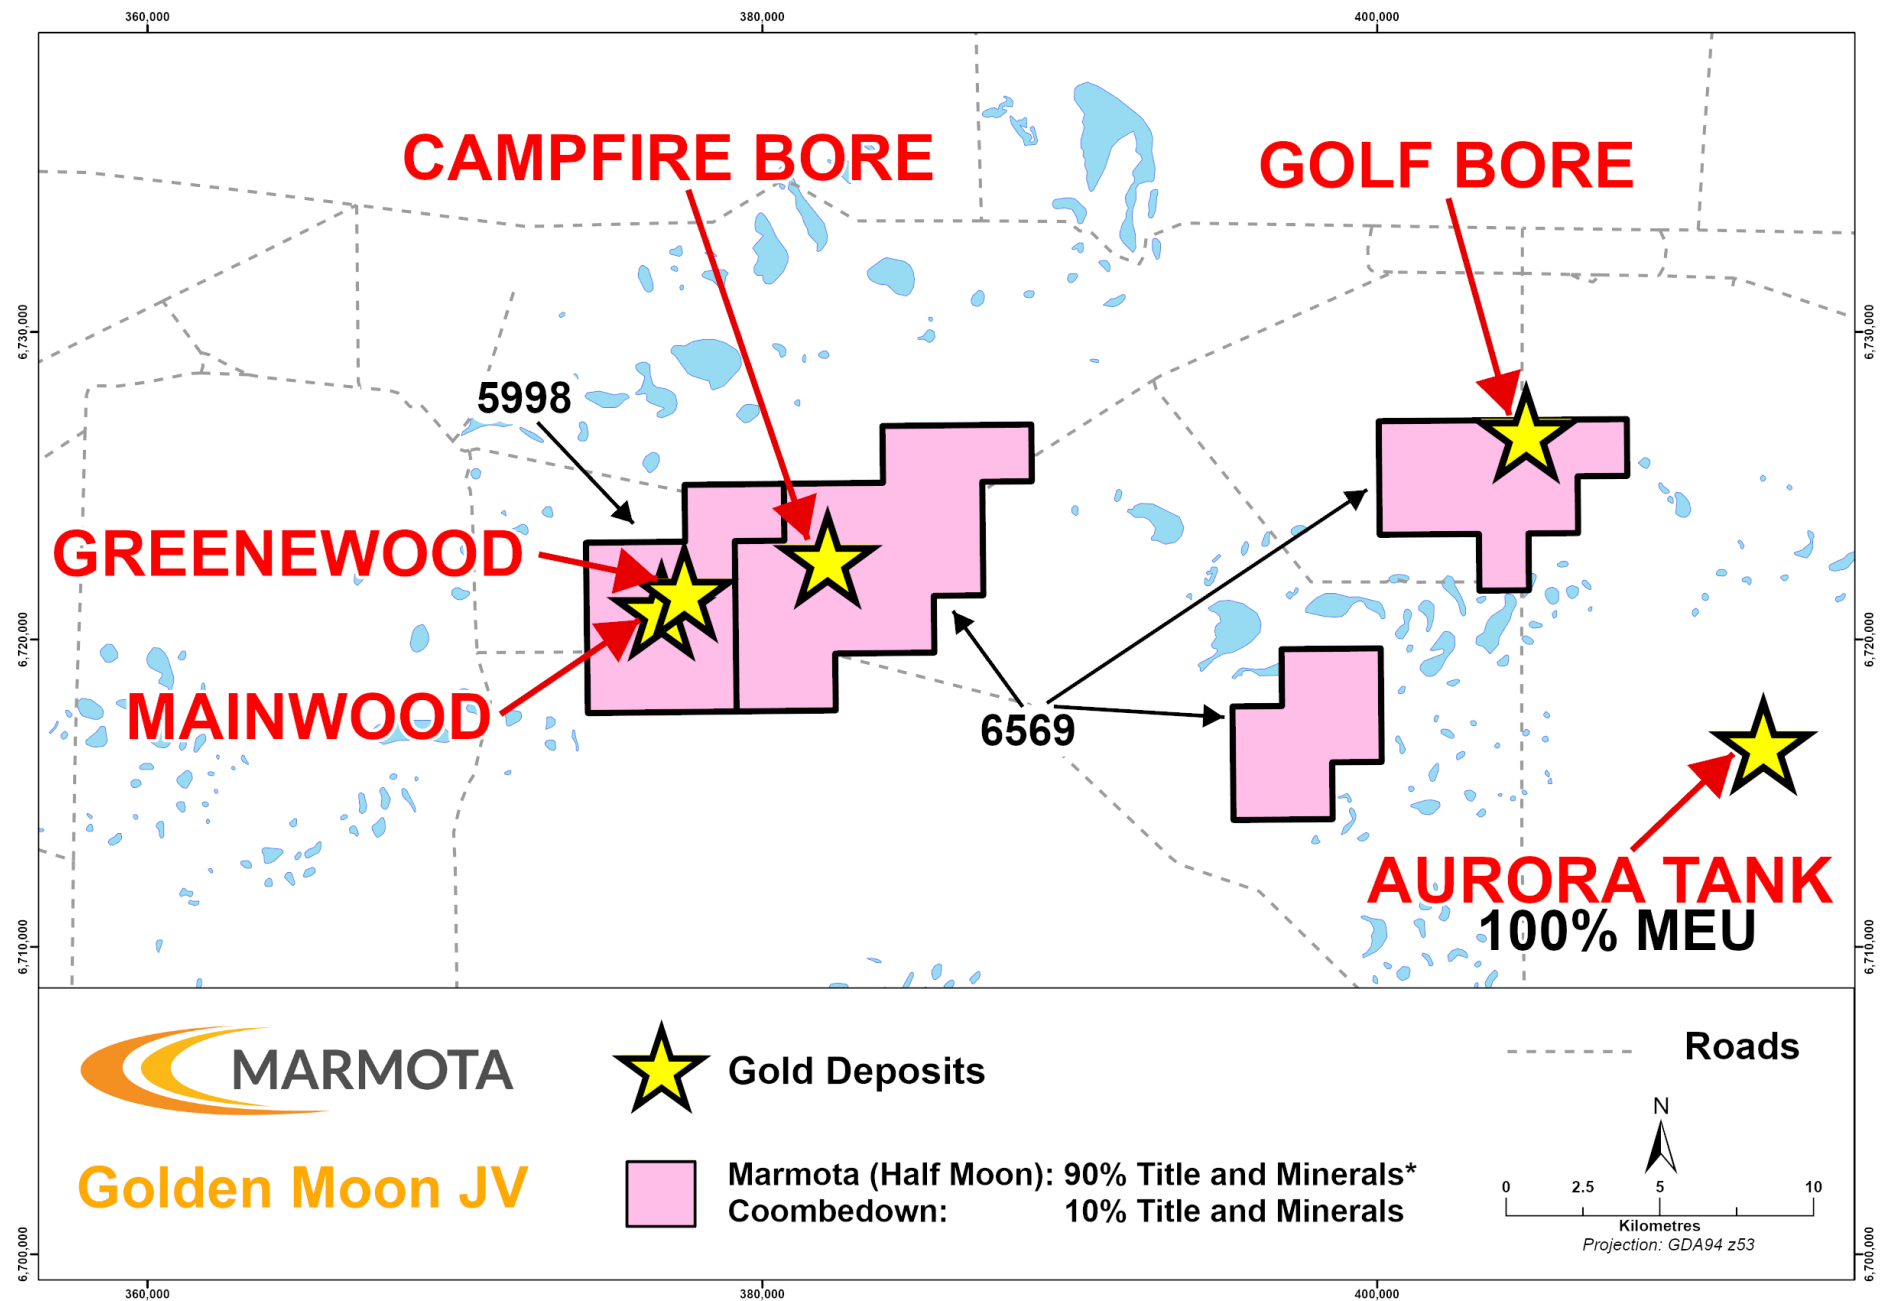 360,000
380,000
400,000
CAMPFIRE BORE
GOLF BORE
6,730,000
6,730,000
5998
GREENEWOOD
6,720,000
6,720,000
MAINWOOD
6569
AURORA TANK
100% MEU
6,710,000
6,710,000
MARMOTA
Golden Moon JV
Gold Deposits
Marmota (Half Moon): 90% Title and Minerals*
Coombedown: 10% Title and Minerals
Roads
N
0 2.5 5 10
Kilometres
Projection: GDA94 z53
6,700,000
6,700,000
360,000
380,000
400,000